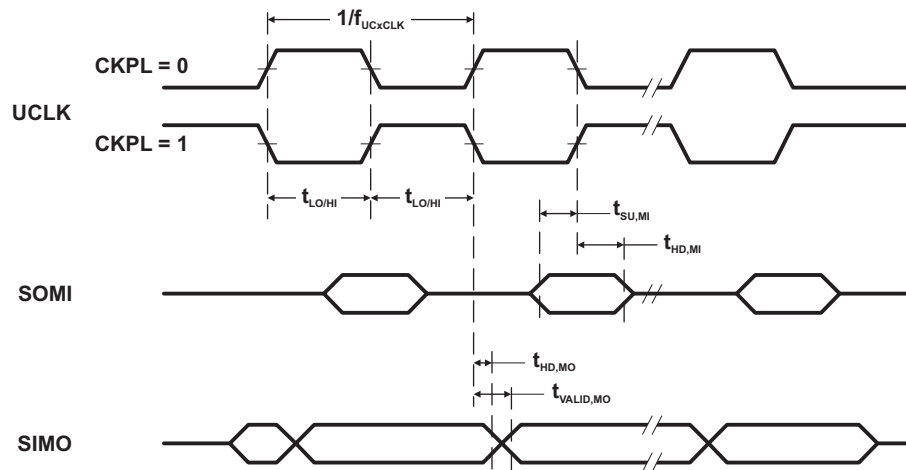 1/fUCxCLK
CKPL = 0
UCLK
CKPL = 1
tLO/HI tLO/HI
tSU,MI
tHD,MI
SOMI
tHD,MO
tVALID,MO
SIMO